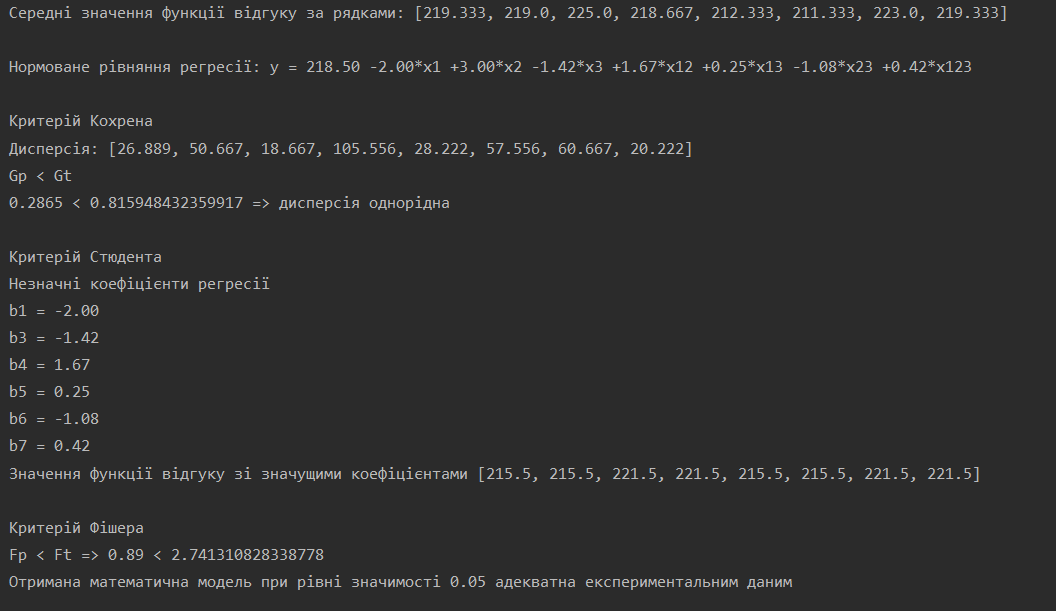 Середні значення функції відгуку за рядками: [219.333, 219.0, 225.0, 218.667, 212.333, 211.333, 223.0, 219.333]
Нормоване рівняння регресії: y = 218.50 -2.00*x1 +3.00*x2 -1.42*x3 +1.67*x12 +0.25*x13 -1.08*x23 +0.42*x123
Критерій Кохрена
Дисперсія: [26.889, 50.667, 18.667, 105.556, 28.222, 57.556, 60.667, 20.222]
Gp < Gt
0.2865 < 0.815948432359917 => дисперсія однорідна
Критерій Стюдента
Незначні коефіцієнти регресії
b1 = -2.00
b3 = -1.42
b4 = 1.67
b5 = 0.25
b6 = -1.08
b7 = 0.42
Значення функції відгуку зі значущими коефіцієнтами [215.5, 215.5, 221.5, 221.5, 215.5, 215.5, 221.5, 221.5]
Критерій Фішера
Fp < Ft => 0.89 < 2.741310828338778
Отримана математична модель при рівні значимості 0.05 адекватна експериментальним даним